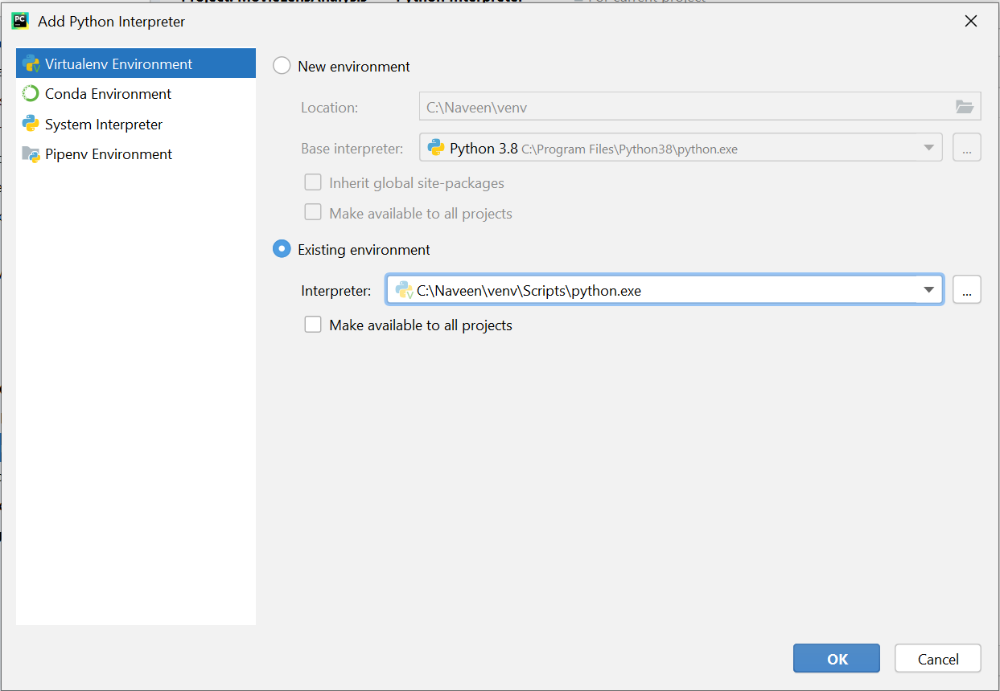 Add Python Interpreter
Virtualenv Environment
Conda Environment
System Interpreter
Pipenv Environment
New environment
Location: C:\Naveen\venv
Base interpreter: Python 3.8 C:\Program Files\Python38\python.exe ...
Inherit global site-packages
Make available to all projects
Existing environment
Interpreter: C:\Naveen\venv\Scripts\python.exe ...
Make available to all projects
OK Cancel